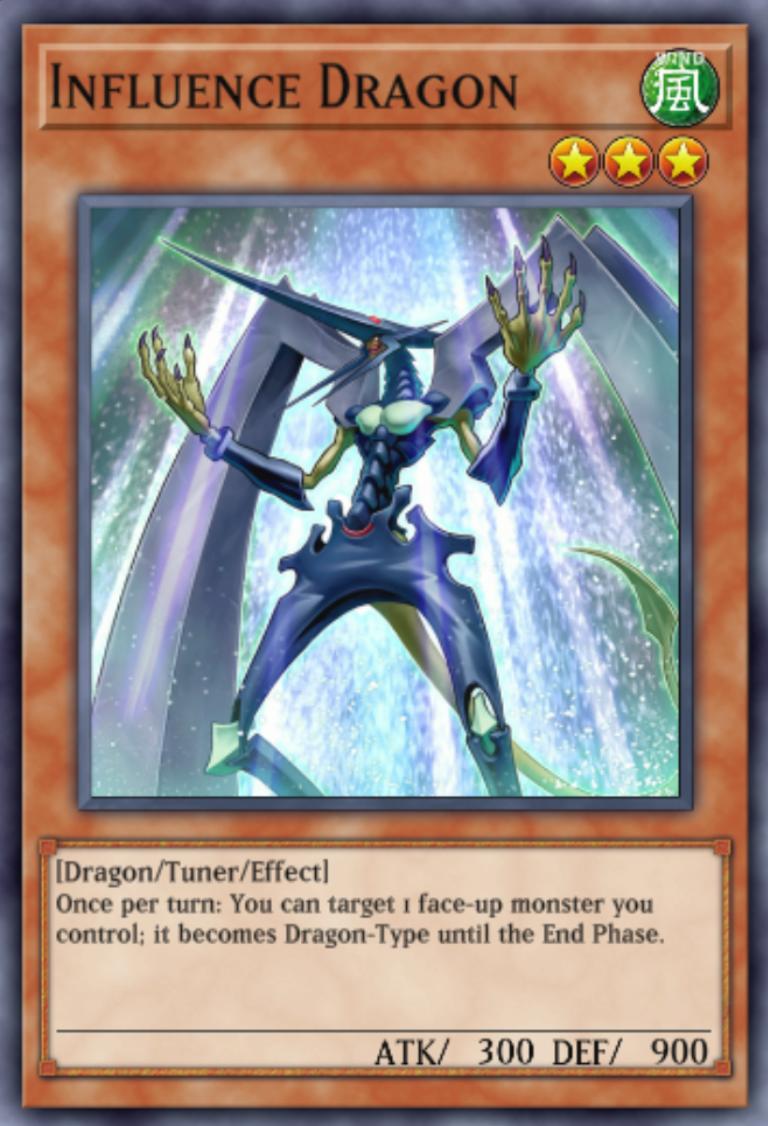 Influence Dragon
WIND
風
[Dragon/Tuner/Effect]
Once per turn: You can target 1 face-up monster you
control; it becomes Dragon-Type until the End Phase.
ATK/ 300 DEF/ 900